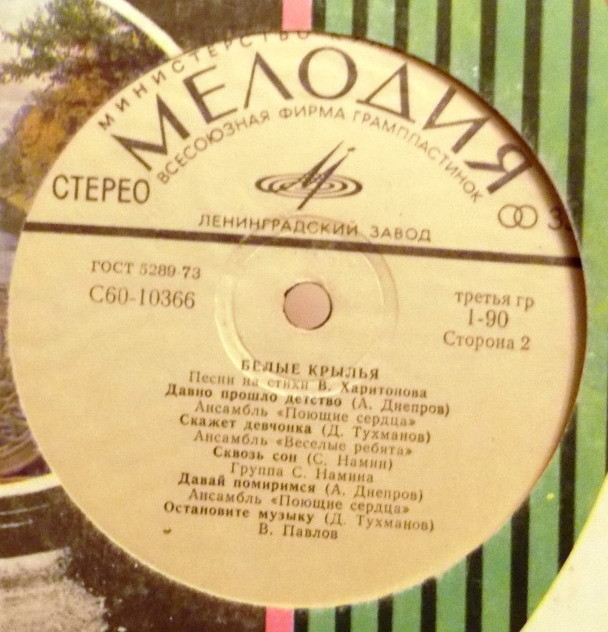 МИНИСТЕРСТВО
МЕЛОДИЯ
ВСЕСОЮЗНАЯ ФИРМА ГРАМПЛАСТИНОК
СТЕРЕО
ЛЕНИНГРАДСКИЙ ЗАВОД
ГОСТ 5289-73
С60-10366
третья гр
1-90
Сторона 2
БЕЛЫЕ КРЫЛЬЯ
Песни на стихи В. Харитонова
Давно прошло детство (А. Днепров)
Ансамбль «Поющие сердца»
Скажет девчонка (Д. Тухманов)
Ансамбль «Веселые ребята»
Сквозь сон (С. Намин)
Группа С. Намина
Давай помиримся (А. Днепров)
Ансамбль «Поющие сердца»
Остановите музыку (Д. Тухманов)
В. Павлов